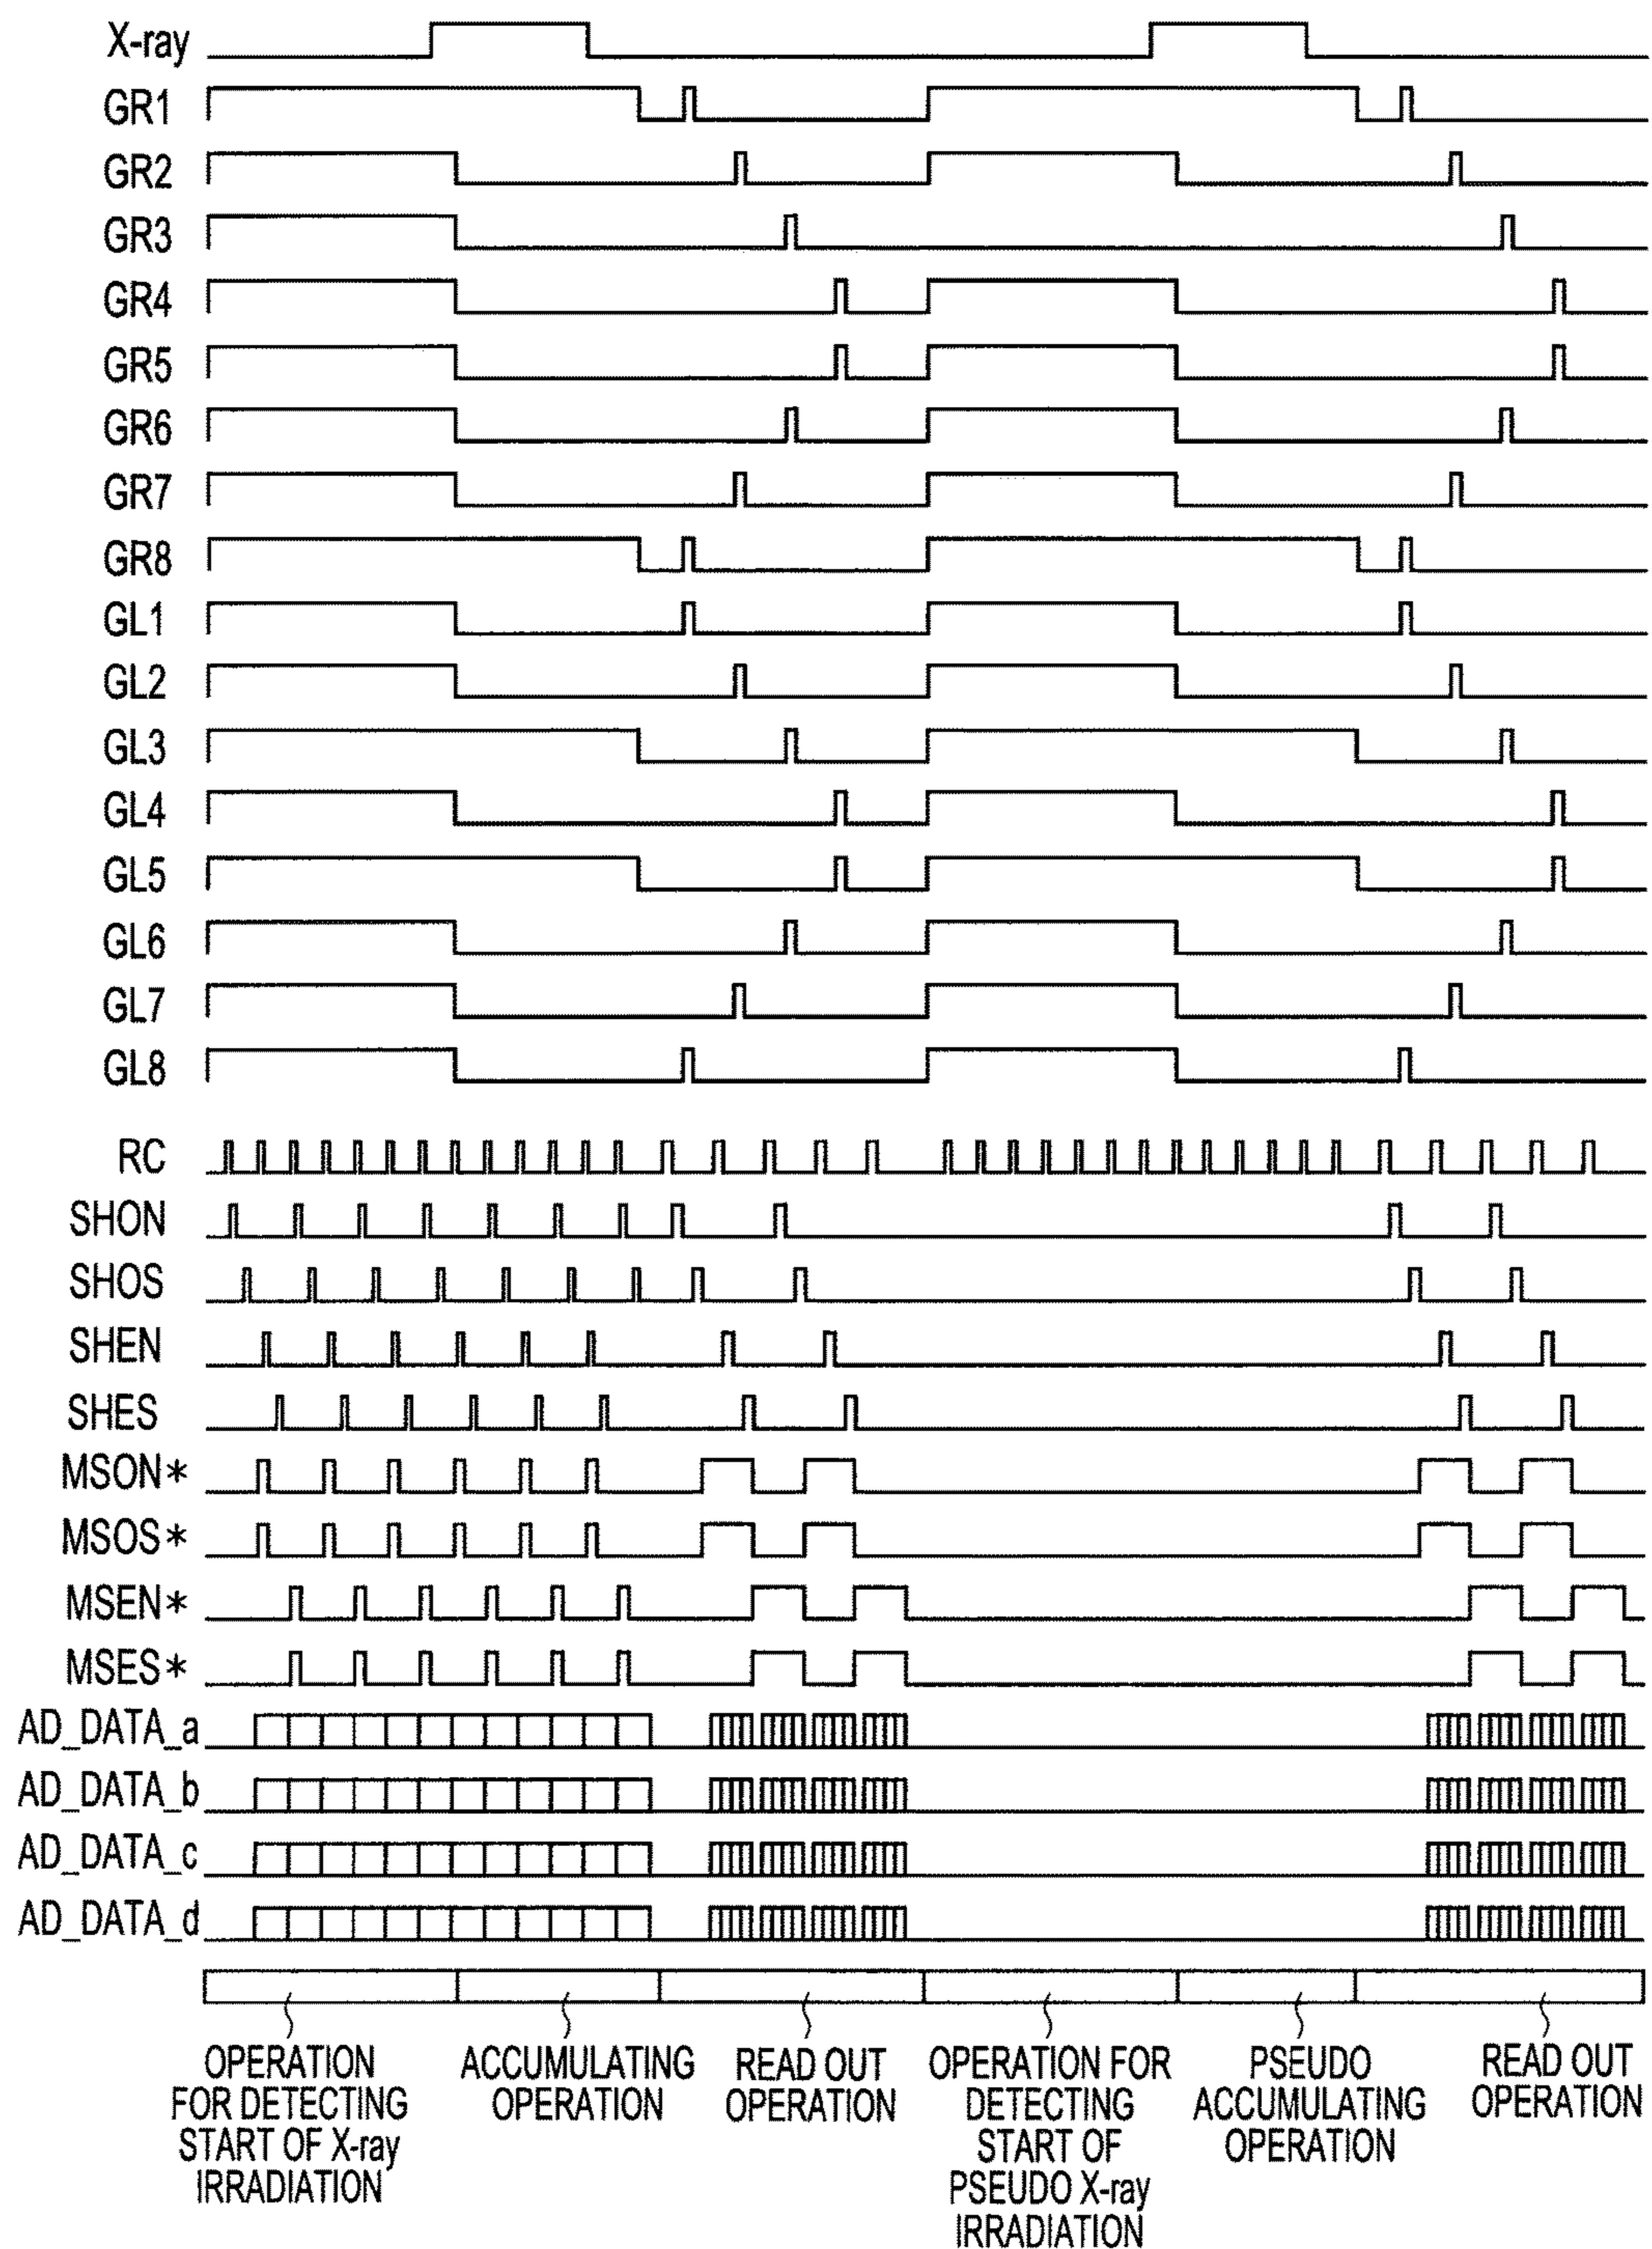 X-ray
GR1
GR2
GR3
GR4
GR5
GR6
GR7
GR8
GL1
GL2
GL3
GL4
GL5
GL6
GL7
GL8
RC
SHON
SHOS
SHEN
SHES
MSON*
MSOS*
MSEN*
MSES*
AD_DATA_a
AD_DATA_b
AD_DATA_c
AD_DATA_d
OPERATION
FOR DETECTING
START OF X-ray
IRRADIATION
ACCUMULATING
OPERATION
READ OUT
OPERATION
OPERATION FOR
DETECTING
START OF
PSEUDO X-ray
IRRADIATION
PSEUDO
ACCUMULATING
OPERATION
READ OUT
OPERATION